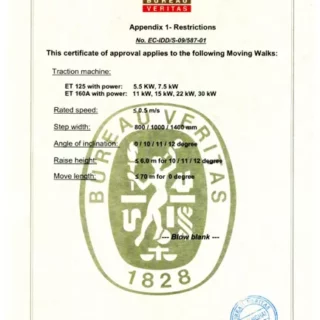 BUREAU
VERITAS
Appendix 1- Restrictions
No. EC-IDD/S-09/587-01
This certificate of approval applies to the following Moving Walks:
Traction machine:
ET 125 with power: 5.5 KW, 7.5 kW
ET 160A with power: 11 kW, 15 kW, 22 kW, 30 kW
Rated speed: ≤ 0.5 m/s
Step width: 800 / 1000 / 1400 mm
Angle of inclination: 0 / 10 / 11 / 12 degree
Raise height: ≤ 6.0 m for 10 / 11 / 12 degree
Move length: ≤ 70 m for 0 degree
--- Blow blank ---
BUREAU VERITAS
1828